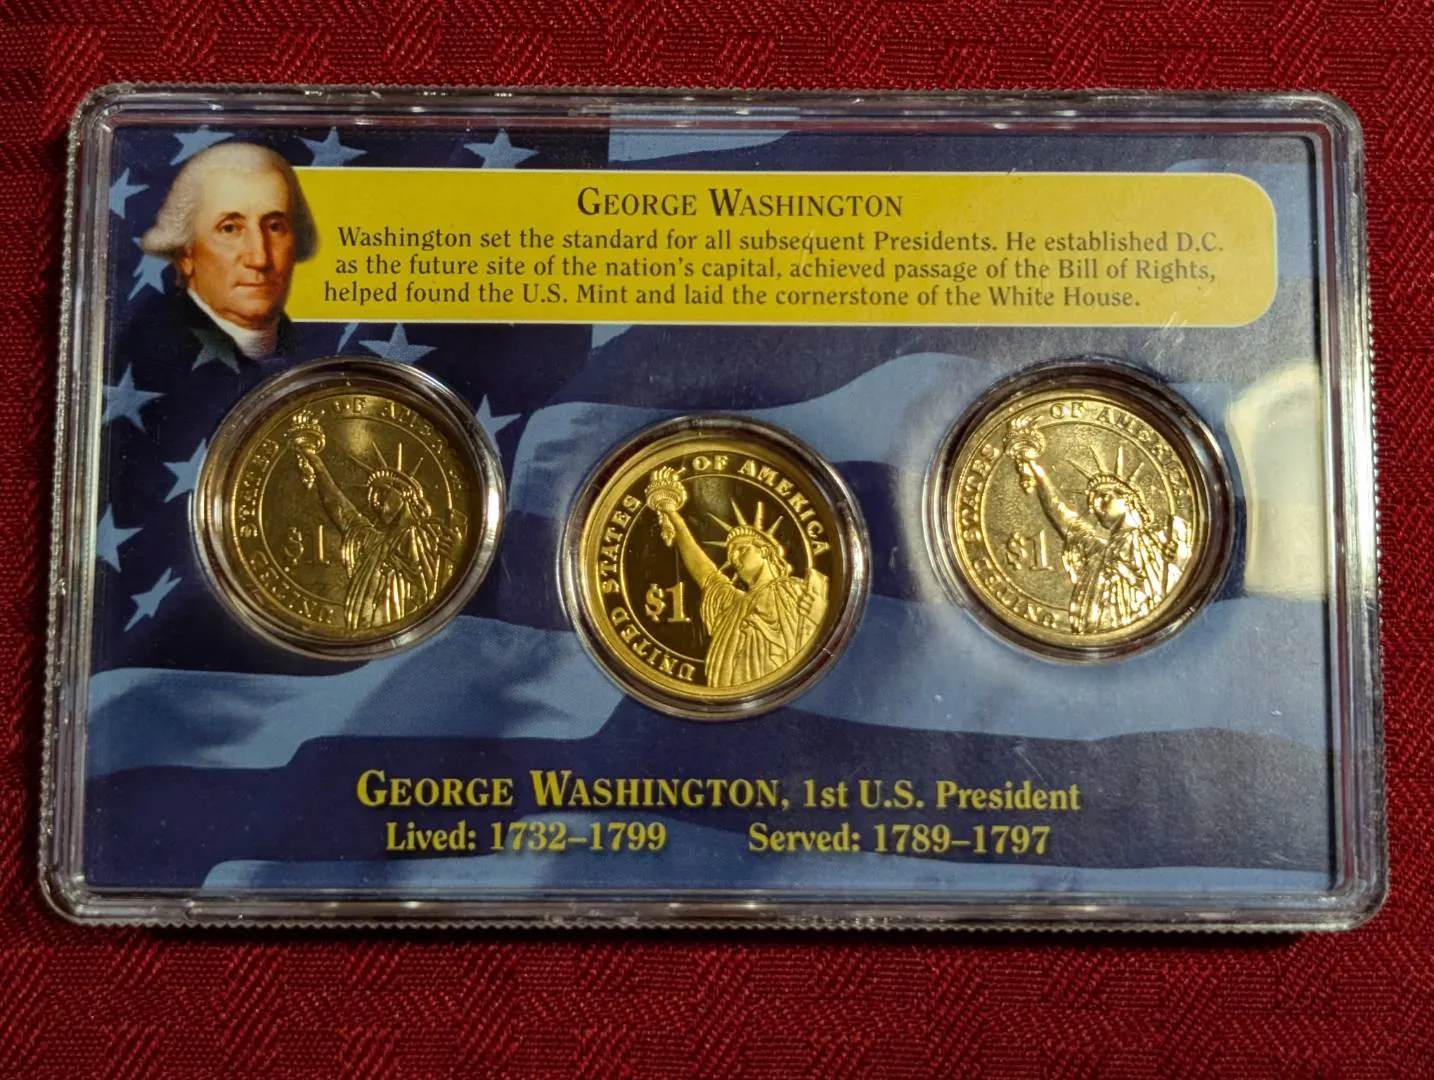 GEORGE WASHINGTON
Washington set the standard for all subsequent Presidents. He established D.C.
as the future site of the nation's capital, achieved passage of the Bill of Rights,
helped found the U.S. Mint and laid the cornerstone of the White House.
UNITED STATES OF AMERICA
$1
UNITED STATES OF AMERICA
$1
UNITED STATES OF AMERICA
$1
GEORGE WASHINGTON, 1st U.S. President
Lived: 1732–1799 Served: 1789–1797